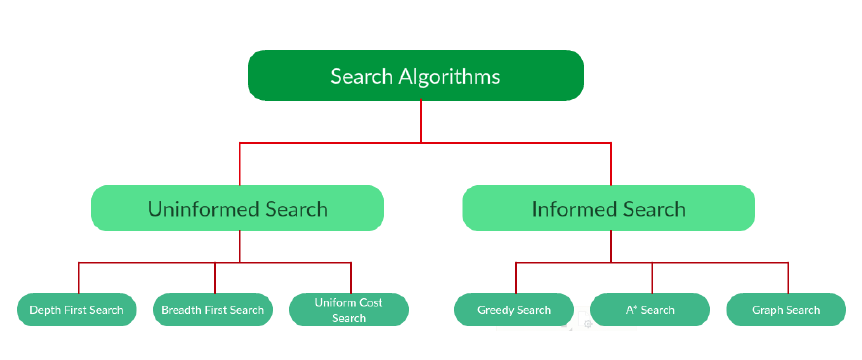 Search Algorithms
Uninformed Search
Informed Search
Depth First Search
Breadth First Search
Uniform Cost
Search
Greedy Search
A* Search
Graph Search